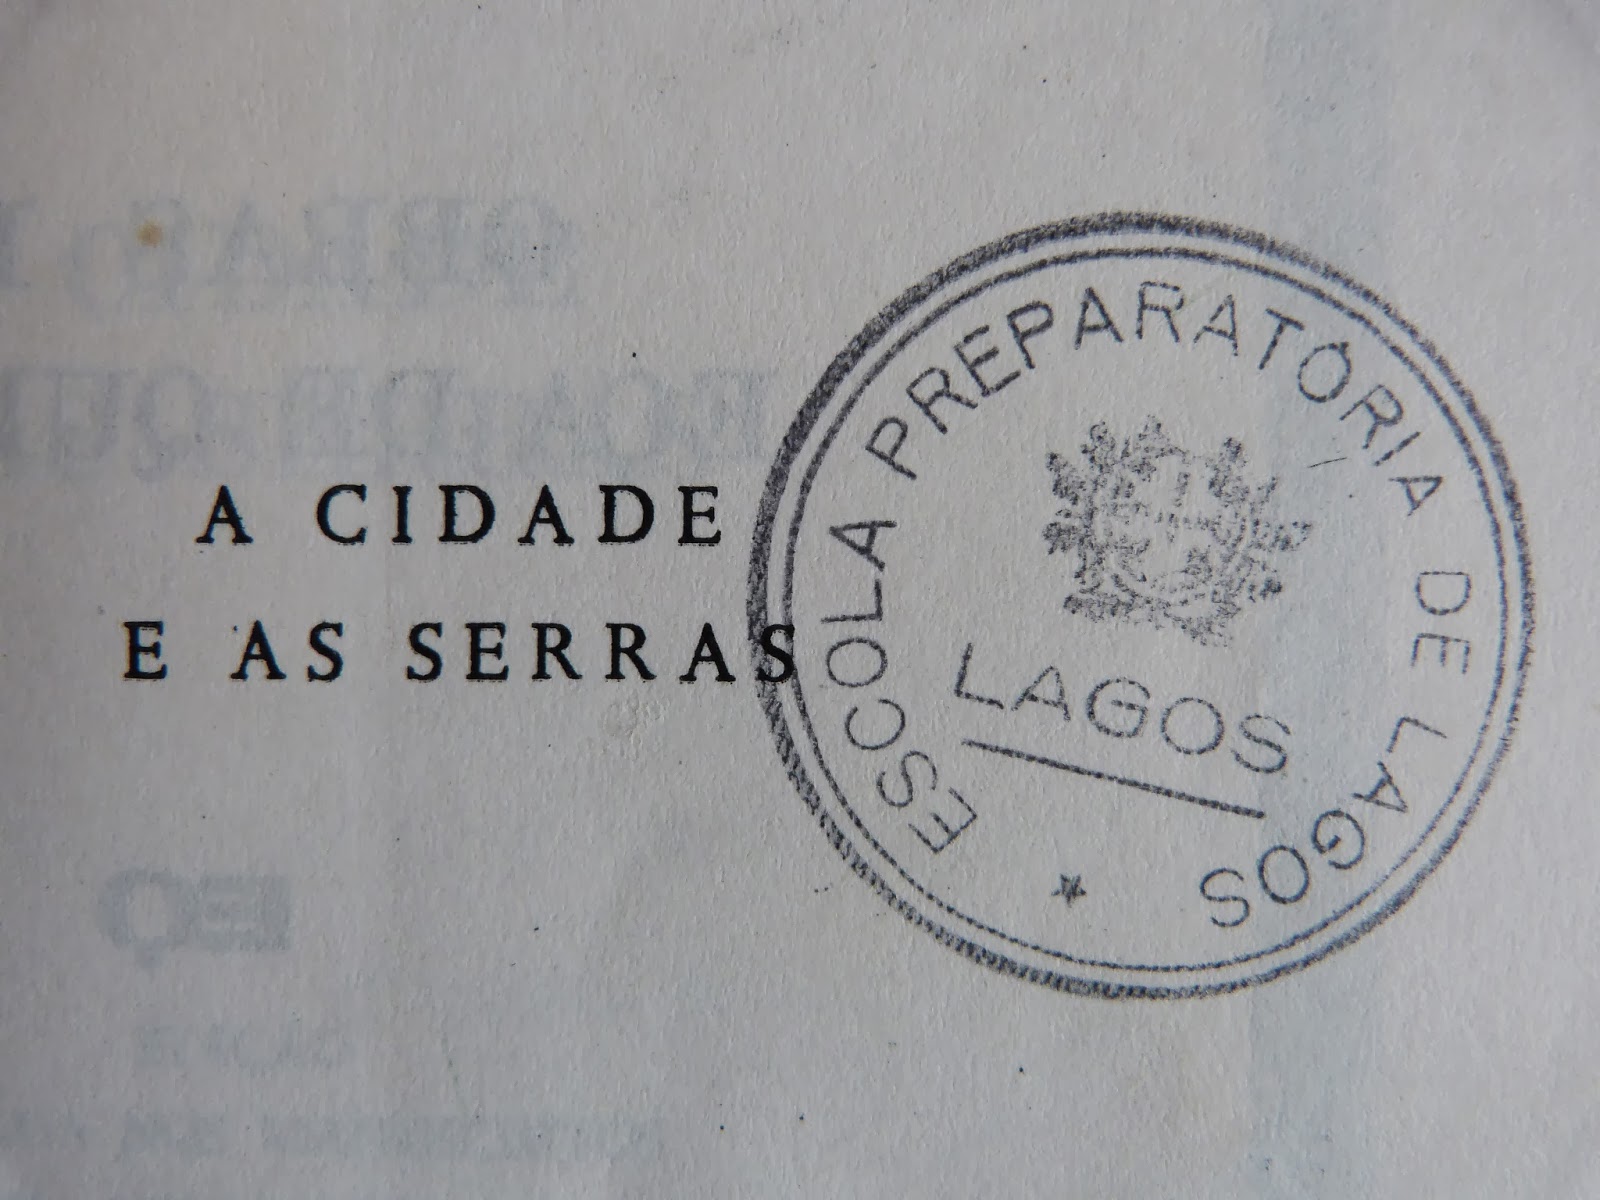 A CIDADE
E AS SERRAS
ESCOLA PREPARATÓRIA DE LAGOS
LAGOS